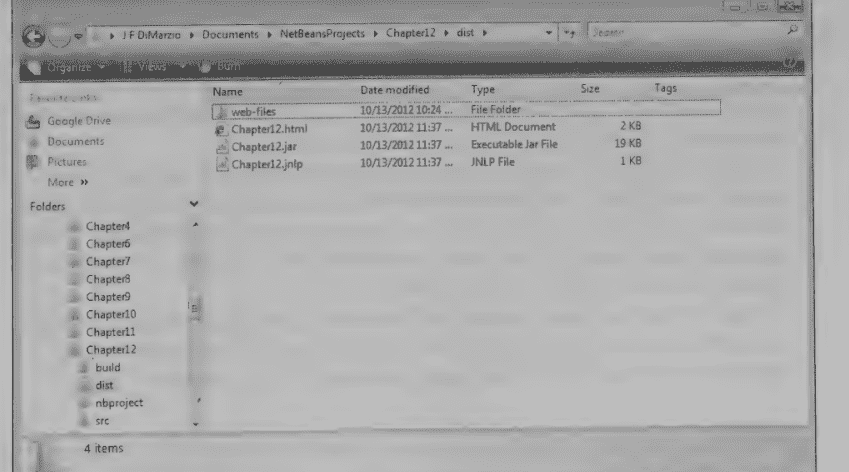 J F DiMarzio ▸ Documents ▸ NetBeansProjects ▸ Chapter12 ▸ dist ▸ Search
Organize Views Burn
Favorite Links
Google Drive
Documents
Pictures
More »
Folders
Chapter4
Chapter6
Chapter7
Chapter8
Chapter9
Chapter10
Chapter11
Chapter12
build
dist
nbproject
src
Name Date modified Type Size Tags
web-files 10/13/2012 10:24 ... File Folder
Chapter12.html 10/13/2012 11:37 ... HTML Document 2 KB
Chapter12.jar 10/13/2012 11:37 ... Executable Jar File 19 KB
Chapter12.jnlp 10/13/2012 11:37 ... JNLP File 1 KB
4 items